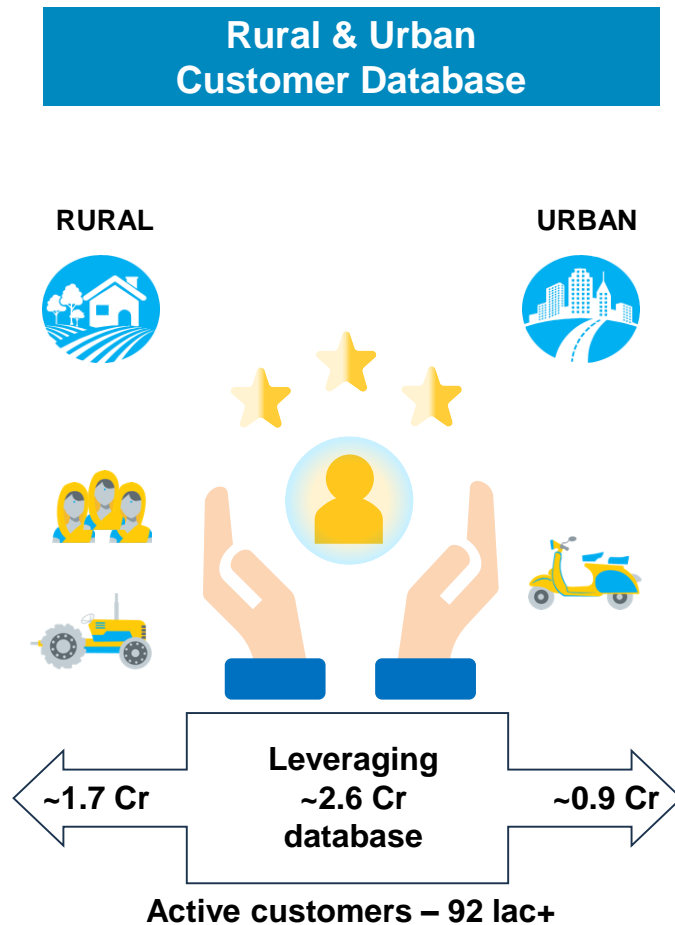 Rural & Urban
Customer Database
RURAL
URBAN
Leveraging
~1.7 Cr
~2.6 Cr
~0.9 Cr
database
Active customers – 92 lac+